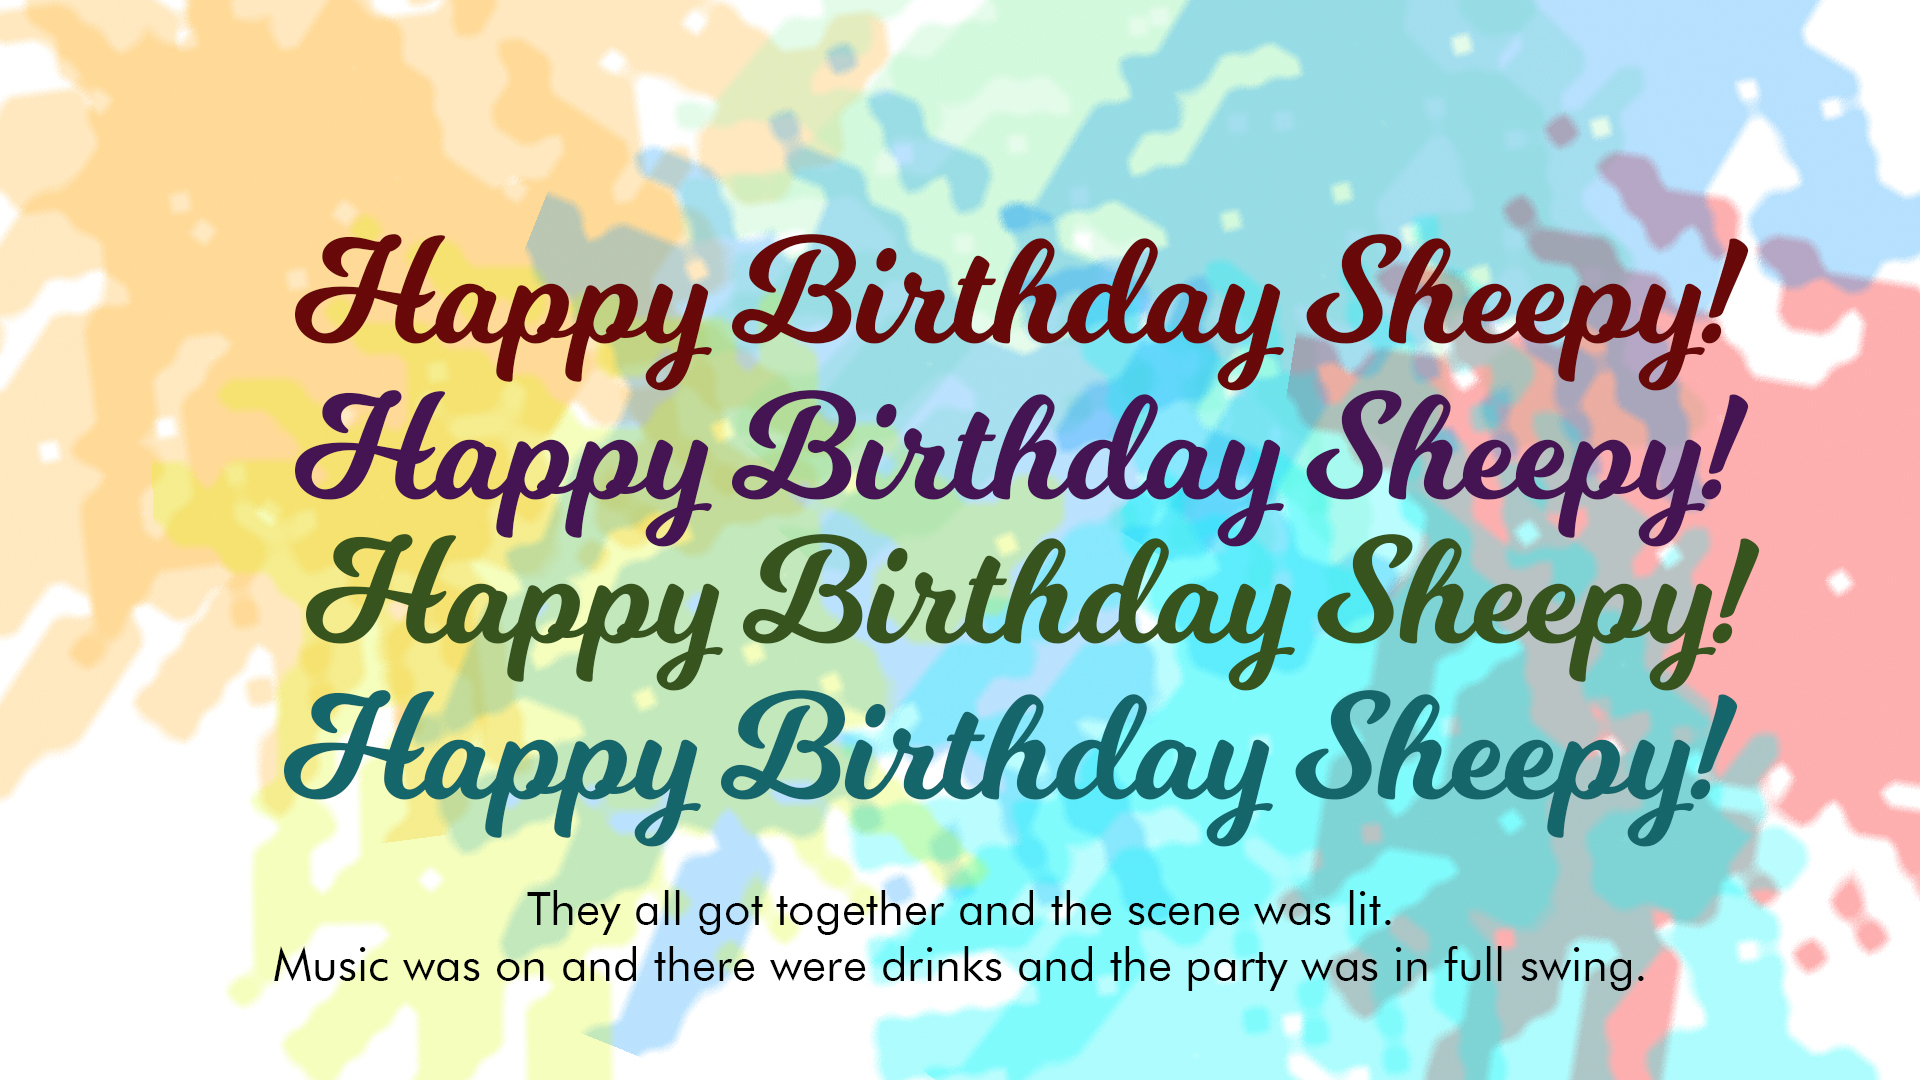 Happy Birthday Sheepy!
Happy Birthday Sheepy!
Happy Birthday Sheepy!
Happy Birthday Sheepy!
They all got together and the scene was lit.
Music was on and there were drinks and the party was in full swing.